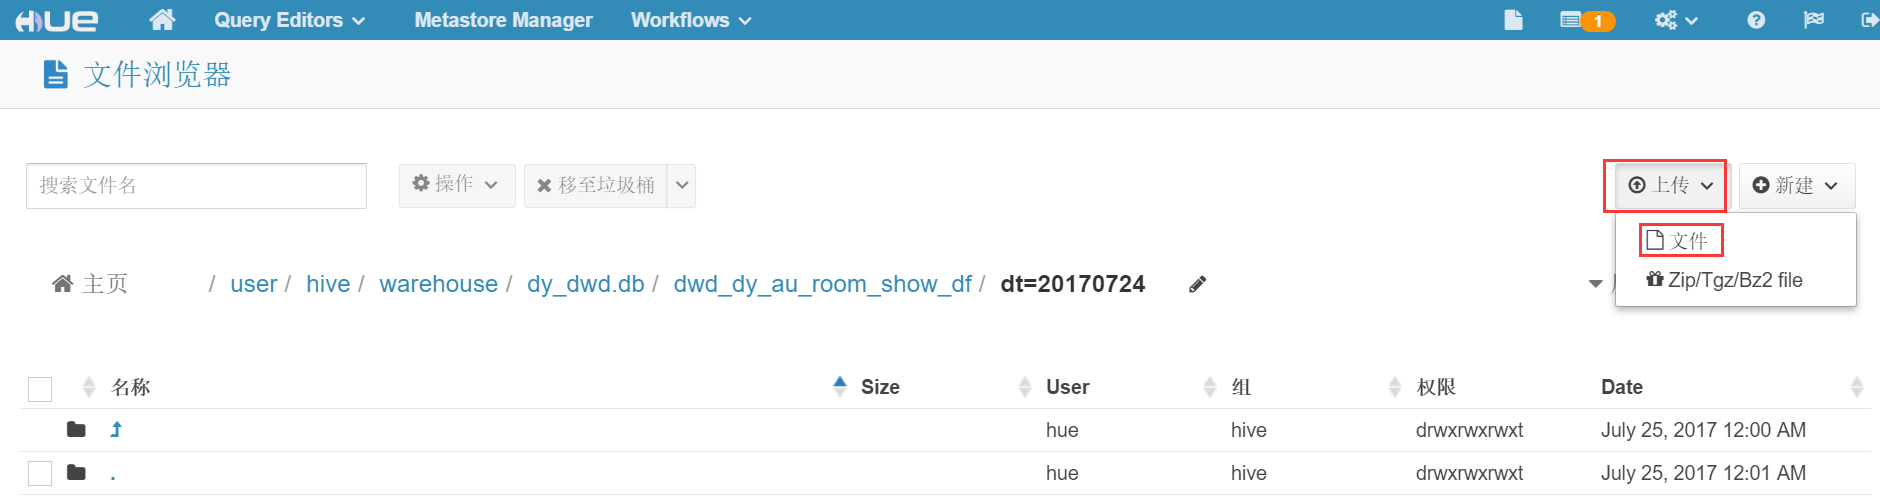 HUE Query Editors Metastore Manager Workflows 1
文件浏览器
搜索文件名 操作 移至垃圾桶 上传 新建
文件
Zip/Tgz/Bz2 file
主页 / user / hive / warehouse / dy_dwd.db / dwd_dy_au_room_show_df / dt=20170724
名称 Size User 组 权限 Date
hue hive drwxrwxrwxt July 25, 2017 12:00 AM
. hue hive drwxrwxrwxt July 25, 2017 12:01 AM